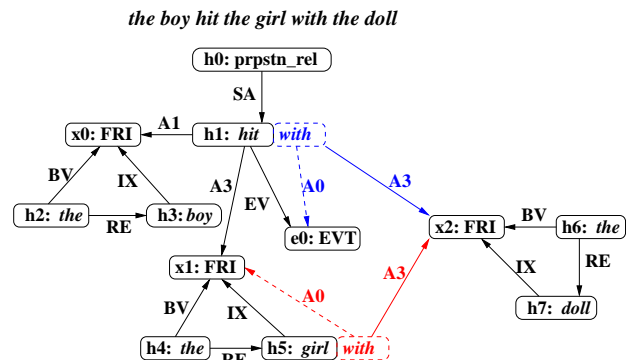 the boy hit the girl with the doll
h0: prpstn_rel
SA
x0: FRI
A1
h1: hit
with
BV
IX
A3
EV
A0
A3
h2: the
RE
h3: boy
e0: EVT
x2: FRI
BV
h6: the
x1: FRI
A0
A3
IX
RE
BV
IX
h7: doll
h4: the
RE
h5: girl
with